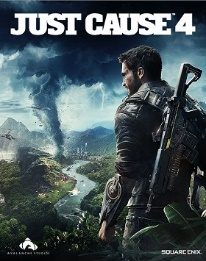 JUST CAUSE 4
AVALANCHE STUDIOS
SQUARE ENIX